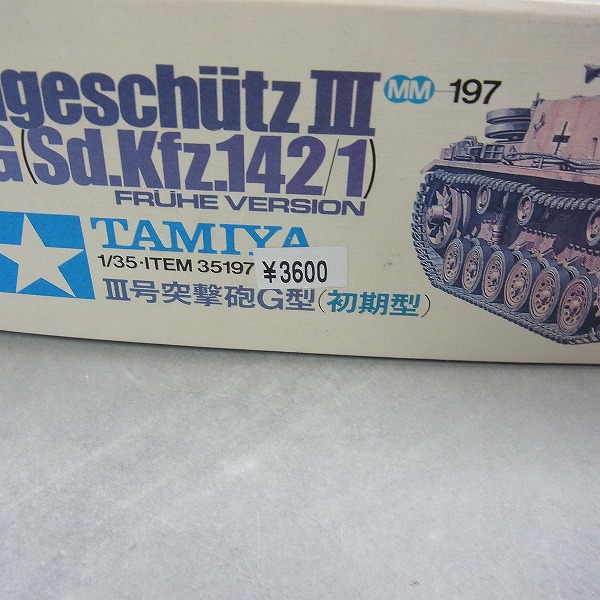 geschütz III
G (Sd.Kfz.142/1)
FRÜHE VERSION
MM 197
TAMIYA
1/35·ITEM 35197
¥3600
III号突撃砲G型(初期型)